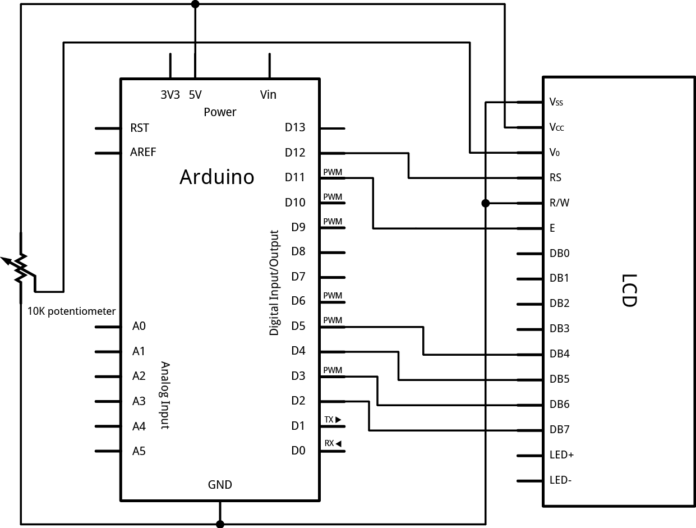 3V3 5V Vin
Power
RST
AREF
Arduino
D13
D12
D11 PWM
D10 PWM
D9 PWM
D8
D7
D6 PWM
D5 PWM
D4
D3 PWM
D2
D1 TX ▶
D0 RX ◀
Digital Input/Output
10K potentiometer
A0
A1
A2
A3
A4
A5
Analog Input
GND
Vss
Vcc
V0
RS
R/W
E
DB0
DB1
DB2
DB3
DB4
DB5
DB6
DB7
LED+
LED-
LCD